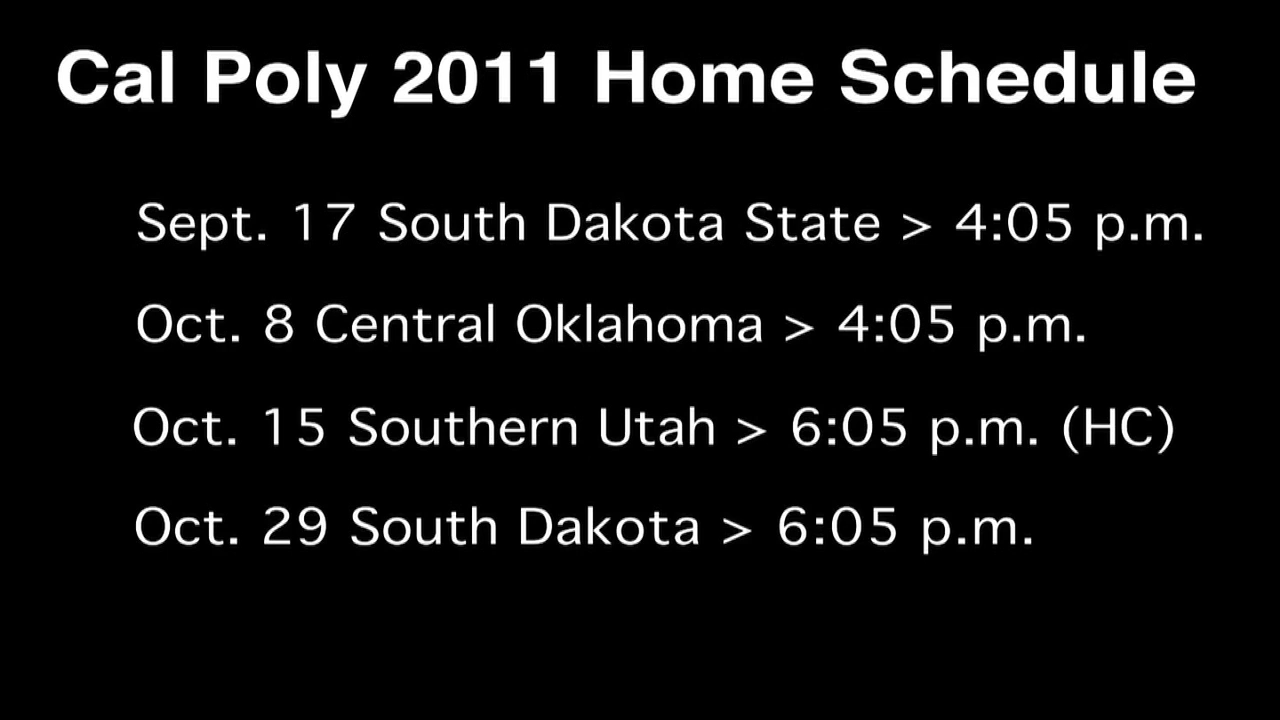 Cal Poly 2011 Home Schedule
Sept. 17 South Dakota State > 4:05 p.m.
Oct. 8 Central Oklahoma > 4:05 p.m.
Oct. 15 Southern Utah > 6:05 p.m. (HC)
Oct. 29 South Dakota > 6:05 p.m.